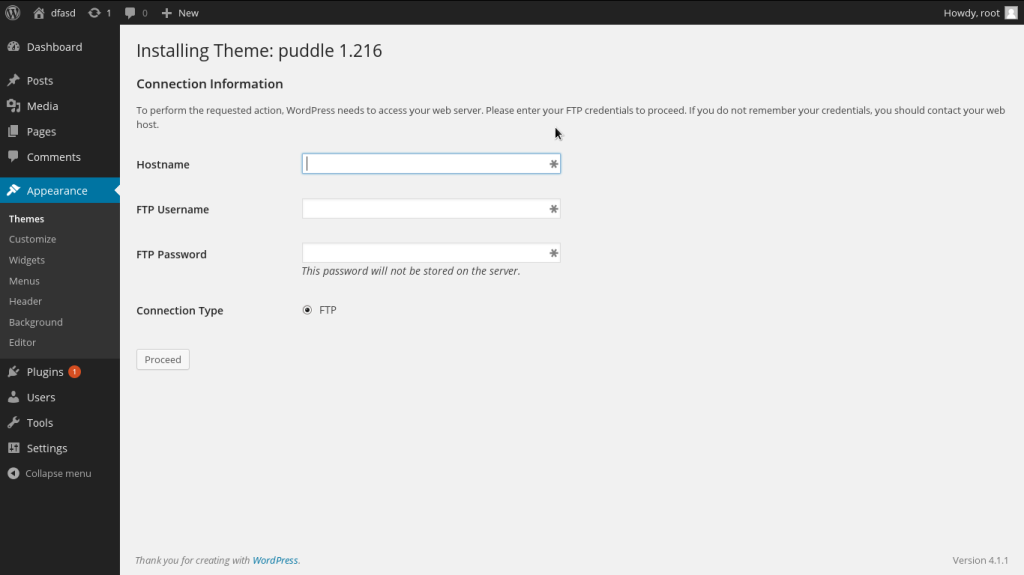 dfasd 1 0 New Howdy, root
Dashboard
Posts
Media
Pages
Comments
Appearance
Themes
Customize
Widgets
Menus
Header
Background
Editor
Plugins 1
Users
Tools
Settings
Collapse menu
Installing Theme: puddle 1.216
Connection Information
To perform the requested action, WordPress needs to access your web server. Please enter your FTP credentials to proceed. If you do not remember your credentials, you should contact your web
host.
Hostname
FTP Username
FTP Password
This password will not be stored on the server.
Connection Type FTP
Proceed
Thank you for creating with WordPress. Version 4.1.1